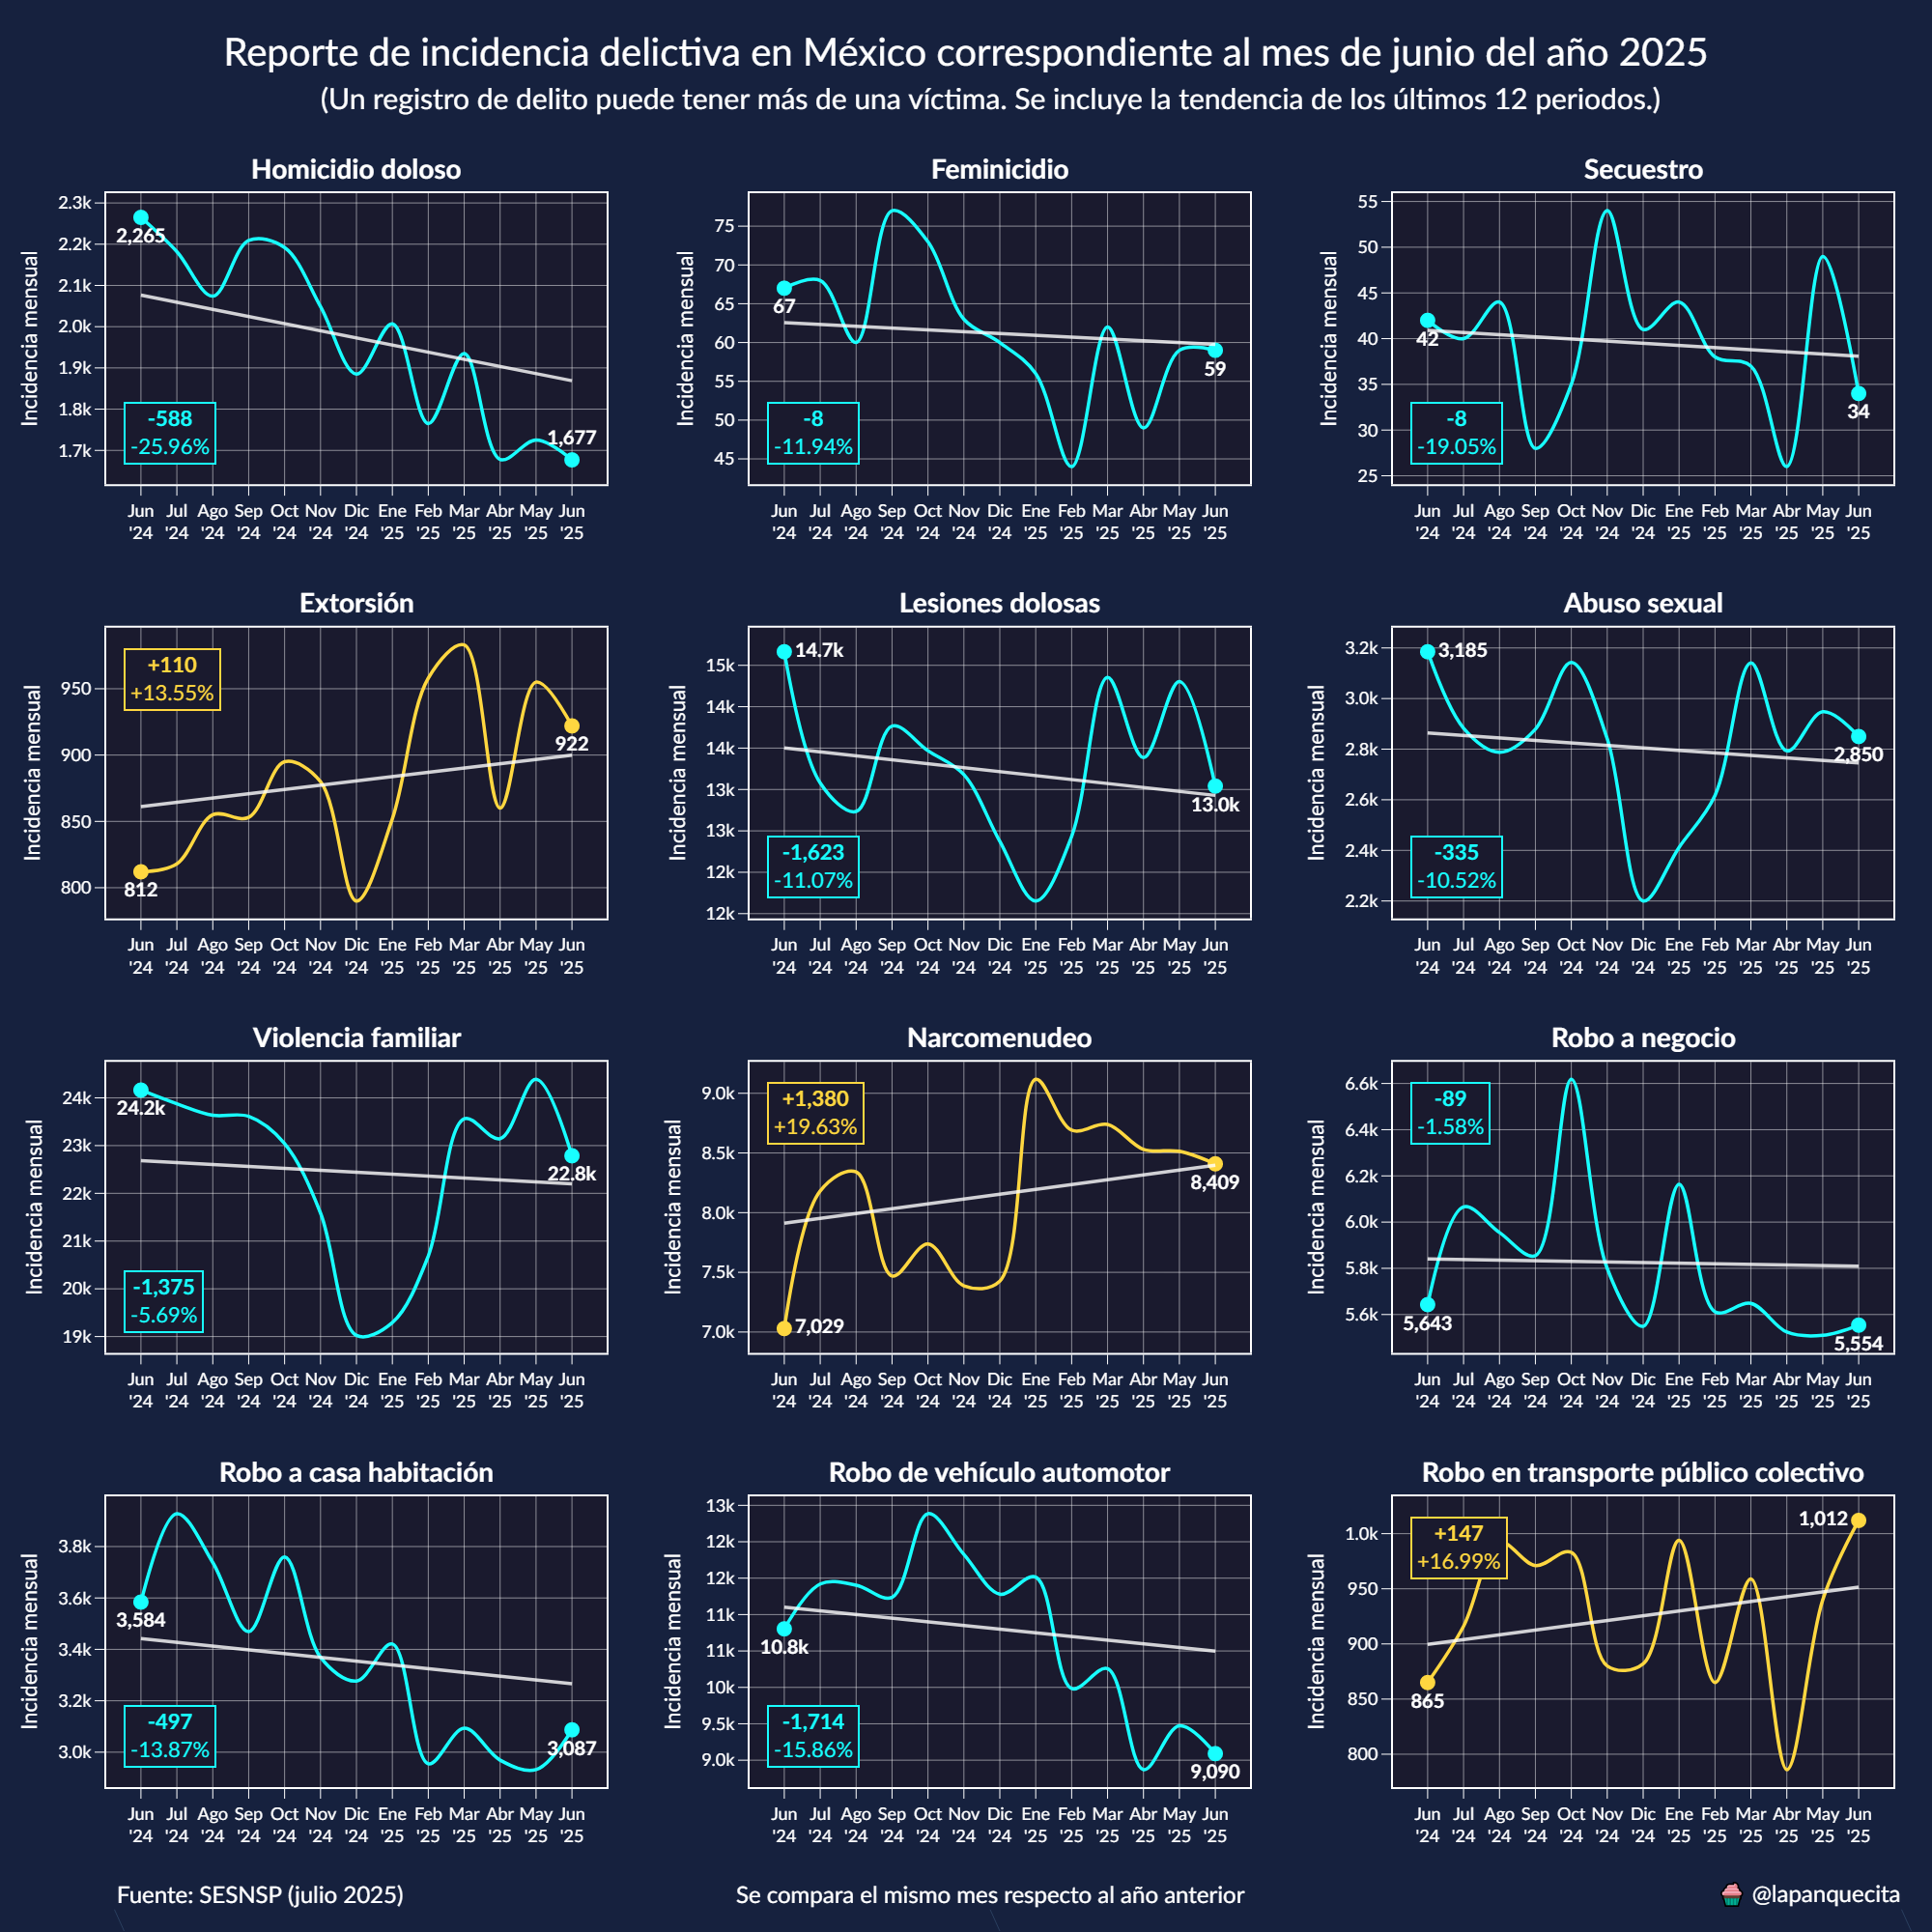 Reporte de incidencia delictiva en México correspondiente al mes de junio del año 2025
(Un registro de delito puede tener más de una víctima. Se incluye la tendencia de los últimos 12 periodos.)
Homicidio doloso
Incidencia mensual
2.3k
2.2k
2.1k
2.0k
1.9k
1.8k
1.7k
2,265
1,677
-588
-25.96%
Jun Jul Ago Sep Oct Nov Dic Ene Feb Mar Abr May Jun
'24 '24 '24 '24 '24 '24 '24 '25 '25 '25 '25 '25 '25
Feminicidio
Incidencia mensual
75
70
65
60
55
50
45
67
59
-8
-11.94%
Jun Jul Ago Sep Oct Nov Dic Ene Feb Mar Abr May Jun
'24 '24 '24 '24 '24 '24 '24 '25 '25 '25 '25 '25 '25
Secuestro
Incidencia mensual
55
50
45
40
35
30
25
42
34
-8
-19.05%
Jun Jul Ago Sep Oct Nov Dic Ene Feb Mar Abr May Jun
'24 '24 '24 '24 '24 '24 '24 '25 '25 '25 '25 '25 '25
Extorsión
Incidencia mensual
950
900
850
800
+110
+13.55%
812
922
Jun Jul Ago Sep Oct Nov Dic Ene Feb Mar Abr May Jun
'24 '24 '24 '24 '24 '24 '24 '25 '25 '25 '25 '25 '25
Lesiones dolosas
Incidencia mensual
15k
14k
14k
13k
13k
12k
12k
14.7k
13.0k
-1,623
-11.07%
Jun Jul Ago Sep Oct Nov Dic Ene Feb Mar Abr May Jun
'24 '24 '24 '24 '24 '24 '24 '25 '25 '25 '25 '25 '25
Abuso sexual
Incidencia mensual
3.2k
3.0k
2.8k
2.6k
2.4k
2.2k
3,185
2,850
-335
-10.52%
Jun Jul Ago Sep Oct Nov Dic Ene Feb Mar Abr May Jun
'24 '24 '24 '24 '24 '24 '24 '25 '25 '25 '25 '25 '25
Violencia familiar
Incidencia mensual
24k
23k
22k
21k
20k
19k
24.2k
22.8k
-1,375
-5.69%
Jun Jul Ago Sep Oct Nov Dic Ene Feb Mar Abr May Jun
'24 '24 '24 '24 '24 '24 '24 '25 '25 '25 '25 '25 '25
Narcomenudeo
Incidencia mensual
9.0k
8.5k
8.0k
7.5k
7.0k
+1,380
+19.63%
7,029
8,409
Jun Jul Ago Sep Oct Nov Dic Ene Feb Mar Abr May Jun
'24 '24 '24 '24 '24 '24 '24 '25 '25 '25 '25 '25 '25
Robo a negocio
Incidencia mensual
6.6k
6.4k
6.2k
6.0k
5.8k
5.6k
-89
-1.58%
5,643
5,554
Jun Jul Ago Sep Oct Nov Dic Ene Feb Mar Abr May Jun
'24 '24 '24 '24 '24 '24 '24 '25 '25 '25 '25 '25 '25
Robo a casa habitación
Incidencia mensual
3.8k
3.6k
3.4k
3.2k
3.0k
3,584
3,087
-497
-13.87%
Jun Jul Ago Sep Oct Nov Dic Ene Feb Mar Abr May Jun
'24 '24 '24 '24 '24 '24 '24 '25 '25 '25 '25 '25 '25
Robo de vehículo automotor
Incidencia mensual
13k
12k
12k
11k
11k
10k
9.5k
9.0k
10.8k
9,090
-1,714
-15.86%
Jun Jul Ago Sep Oct Nov Dic Ene Feb Mar Abr May Jun
'24 '24 '24 '24 '24 '24 '24 '25 '25 '25 '25 '25 '25
Robo en transporte público colectivo
Incidencia mensual
1.0k
950
900
850
800
+147
+16.99%
865
1,012
Jun Jul Ago Sep Oct Nov Dic Ene Feb Mar Abr May Jun
'24 '24 '24 '24 '24 '24 '24 '25 '25 '25 '25 '25 '25
Fuente: SESNSP (julio 2025)
Se compara el mismo mes respecto al año anterior
🧁 @lapanquecita